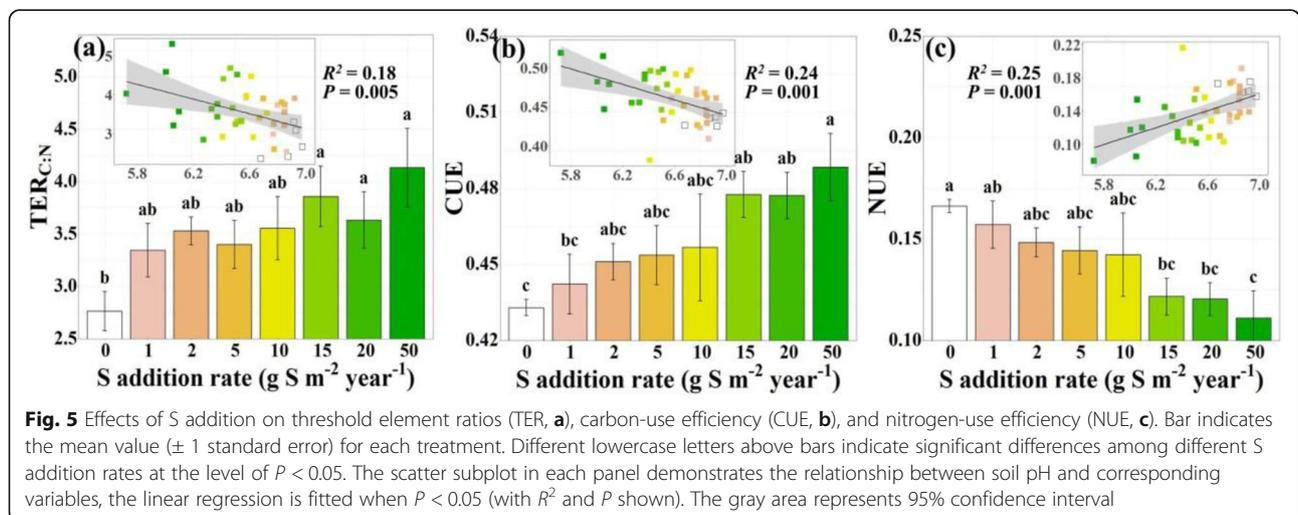 (a)
5
4
3
5.8 6.2 6.6 7.0
R² = 0.18
P = 0.005
TER_C:N
5.0
4.5
4.0
3.5
3.0
2.5
b ab ab ab ab a a a
0 1 2 5 10 15 20 50
S addition rate (g S m⁻² year⁻¹)
(b)
0.50
0.45
0.40
5.8 6.2 6.6 7.0
R² = 0.24
P = 0.001
CUE
0.54
0.51
0.48
0.45
0.42
c bc abc abc abc ab ab a
0 1 2 5 10 15 20 50
S addition rate (g S m⁻² year⁻¹)
(c)
0.22
0.18
0.14
0.10
5.8 6.2 6.6 7.0
R² = 0.25
P = 0.001
NUE
0.25
0.20
0.15
0.10
a ab abc abc abc bc bc c
0 1 2 5 10 15 20 50
S addition rate (g S m⁻² year⁻¹)
Fig. 5 Effects of S addition on threshold element ratios (TER, a), carbon-use efficiency (CUE, b), and nitrogen-use efficiency (NUE, c). Bar indicates
the mean value (± 1 standard error) for each treatment. Different lowercase letters above bars indicate significant differences among different S
addition rates at the level of P < 0.05. The scatter subplot in each panel demonstrates the relationship between soil pH and corresponding
variables, the linear regression is fitted when P < 0.05 (with R² and P shown). The gray area represents 95% confidence interval